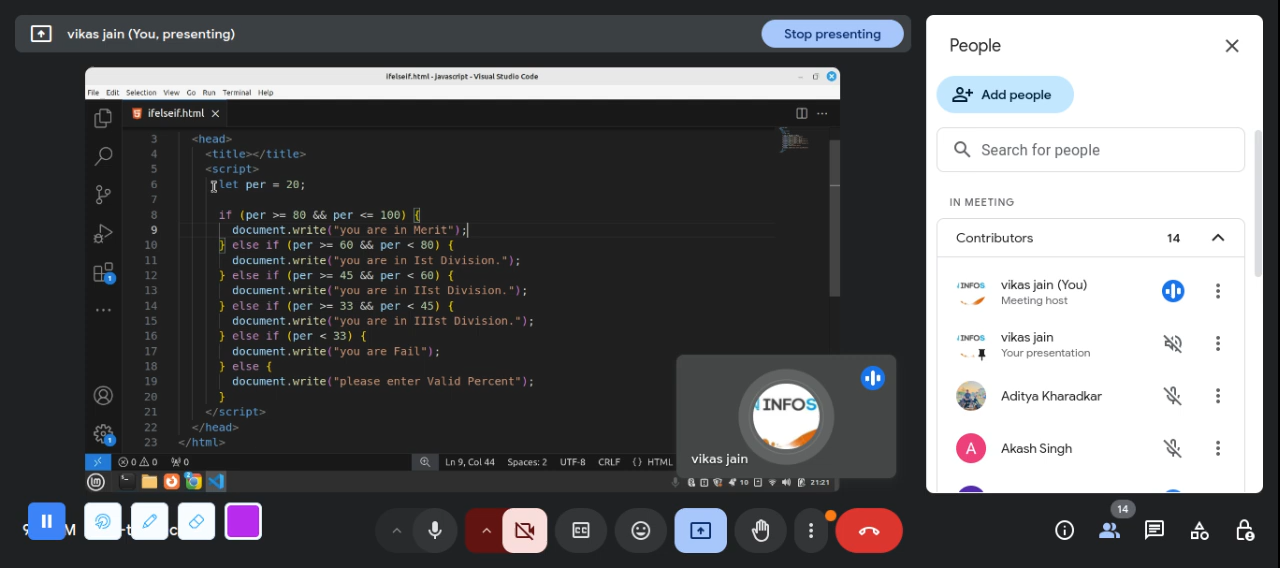 vikas jain (You, presenting)
Stop presenting
ifelseif.html - javascript - Visual Studio Code
File Edit Selection View Go Run Terminal Help
ifelseif.html
3 <head>
4 <title></title>
5 <script>
6 let per = 20;
7
8 if (per >= 80 && per <= 100) {
9 document.write("you are in Merit");
10 } else if (per >= 60 && per < 80) {
11 document.write("you are in Ist Division.");
12 } else if (per >= 45 && per < 60) {
13 document.write("you are in IIst Division.");
14 } else if (per >= 33 && per < 45) {
15 document.write("you are in IIIst Division.");
16 } else if (per < 33) {
17 document.write("you are Fail");
18 } else {
19 document.write("please enter Valid Percent");
20 }
21 </script>
22 </head>
23 </html>
1
1
0 0 0
Ln 9, Col 44 Spaces: 2 UTF-8 CRLF {} HTML
10
21:21
INFOS
vikas jain
People
Add people
Search for people
IN MEETING
Contributors 14
INFOS
vikas jain (You)
Meeting host
INFOS
vikas jain
Your presentation
Aditya Kharadkar
A
Akash Singh
M
14